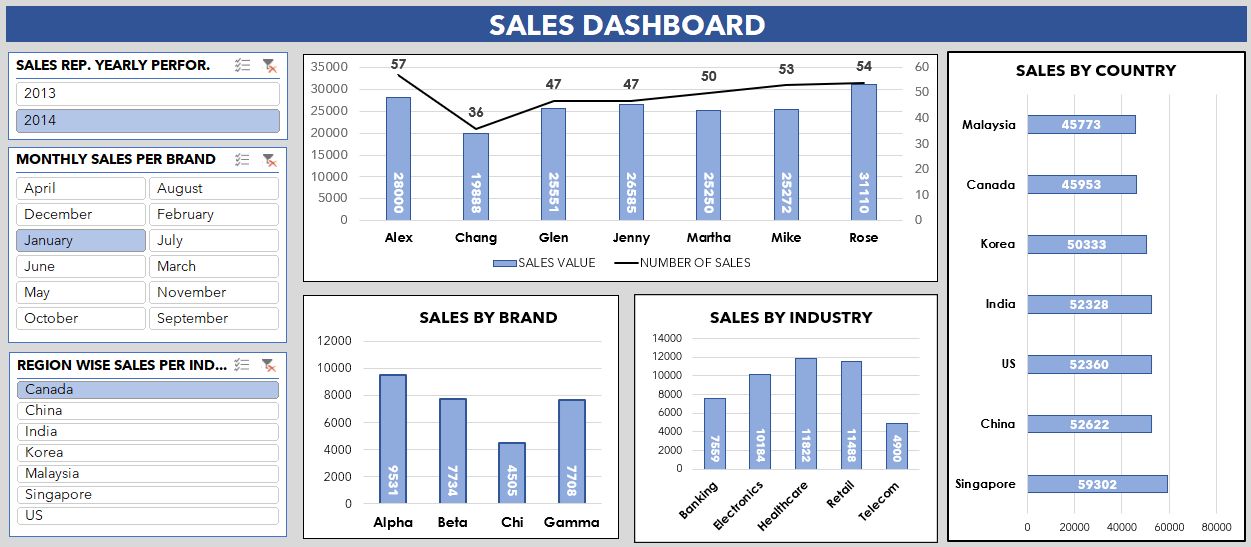 SALES DASHBOARD
SALES REP. YEARLY PERFOR.
2013
2014
MONTHLY SALES PER BRAND
April August
December February
January July
June March
May November
October September
REGION WISE SALES PER IND...
Canada
China
India
Korea
Malaysia
Singapore
US
35000
30000
25000
20000
15000
10000
5000
0
57 36 47 47 50 53 54
28000 19888 25551 26585 25250 25272 31110
60
50
40
30
20
10
0
Alex Chang Glen Jenny Martha Mike Rose
SALES VALUE NUMBER OF SALES
SALES BY BRAND
12000
10000
8000
6000
4000
2000
0
9531 7734 4505 7708
Alpha Beta Chi Gamma
SALES BY INDUSTRY
14000
12000
10000
8000
6000
4000
2000
0
7559 10184 11822 11488 4900
Banking Electronics Healthcare Retail Telecom
SALES BY COUNTRY
Malaysia 45773
Canada 45953
Korea 50333
India 52328
US 52360
China 52622
Singapore 59302
0 20000 40000 60000 80000